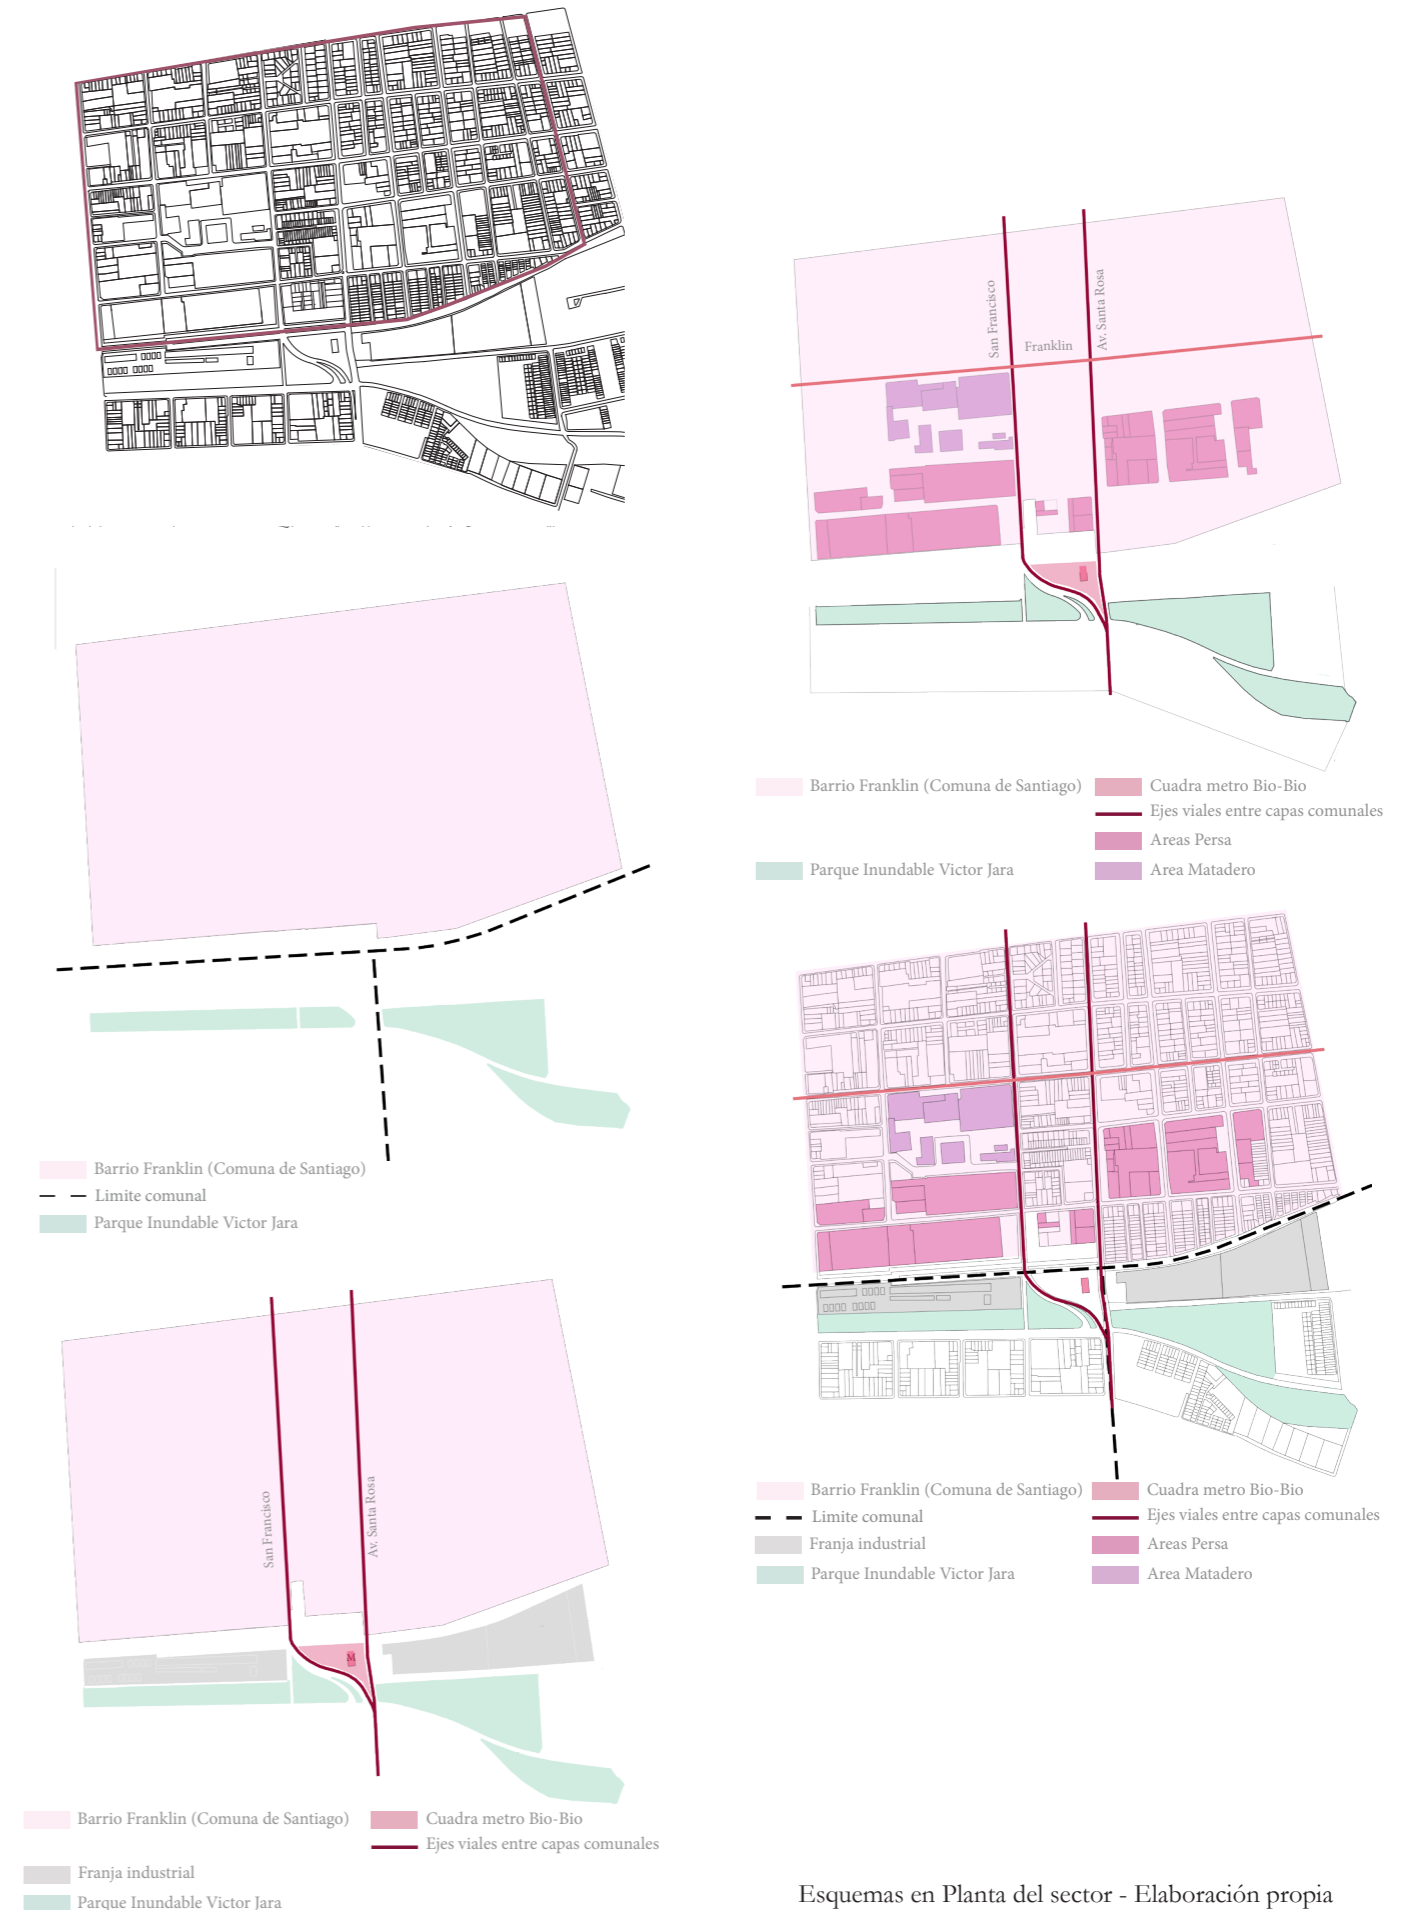 San Francisco
Franklin
Av. Santa Rosa
Barrio Franklin (Comuna de Santiago)
Cuadra metro Bio-Bio
Ejes viales entre capas comunales
Areas Persa
Parque Inundable Victor Jara
Area Matadero
Barrio Franklin (Comuna de Santiago)
Limite comunal
Parque Inundable Victor Jara
San Francisco
Av. Santa Rosa
M
Barrio Franklin (Comuna de Santiago)
Cuadra metro Bio-Bio
Ejes viales entre capas comunales
Franja industrial
Parque Inundable Victor Jara
Barrio Franklin (Comuna de Santiago)
Cuadra metro Bio-Bio
Limite comunal
Ejes viales entre capas comunales
Franja industrial
Areas Persa
Parque Inundable Victor Jara
Area Matadero
Esquemas en Planta del sector - Elaboración propia